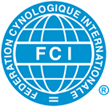 FEDERATION CYNOLOGIQUE INTERNATIONALE
FCI
®